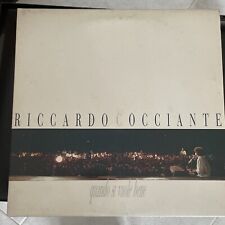 RICCARDO COCCIANTE
quando si vuole bene